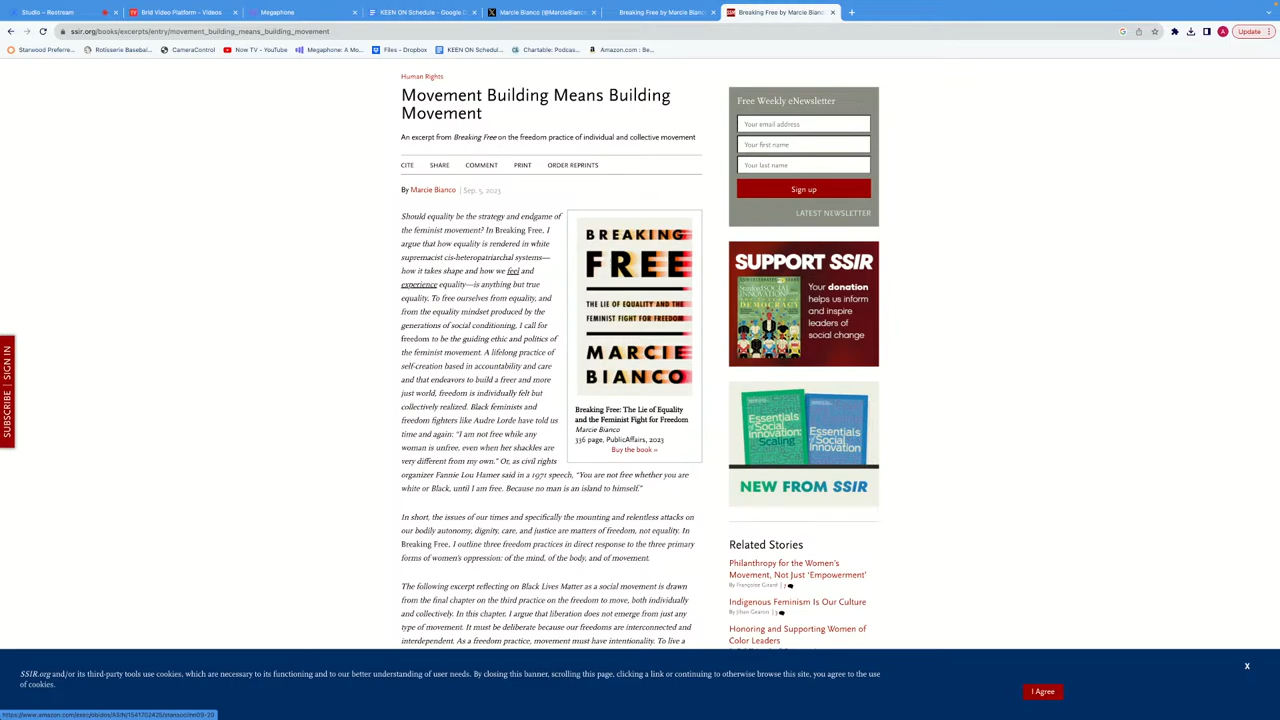 Studio – Restream
Brid Video Platform - Videos
Megaphone
KEEN ON Schedule - Google D
Marcie Bianco (@MarcieBianco
Breaking Free by Marcie Bianc
Breaking Free by Marcie Bianc
ssir.org/books/excerpts/entry/movement_building_means_building_movement
Update
Starwood Preferre...
Rotisserie Basebal...
CameraControl
Now TV - YouTube
Megaphone: A Mo...
Files - Dropbox
KEEN ON Schedul...
Chartable: Podcas...
Amazon.com : Be...
Human Rights
Movement Building Means Building
Movement
An excerpt from Breaking Free on the freedom practice of individual and collective movement
CITE SHARE COMMENT PRINT ORDER REPRINTS
By Marcie Bianco | Sep. 5, 2023
Should equality be the strategy and endgame of
the feminist movement? In Breaking Free, I
argue that how equality is rendered in white
supremacist cis-heteropatriarchal systems—
how it takes shape and how we feel and
experience equality—is anything but true
equality. To free ourselves from equality, and
from the equality mindset produced by the
generations of social conditioning, I call for
freedom to be the guiding ethic and politics of
the feminist movement. A lifelong practice of
self-creation based in accountability and care
and that endeavors to build a freer and more
just world, freedom is individually felt but
collectively realized. Black feminists and
freedom fighters like Audre Lorde have told us
time and again: “I am not free while any
woman is unfree, even when her shackles are
very different from my own.” Or, as civil rights
organizer Fannie Lou Hamer said in a 1971 speech, “You are not free whether you are
white or Black, until I am free. Because no man is an island to himself.”
In short, the issues of our times and specifically the mounting and relentless attacks on
our bodily autonomy, dignity, care, and justice are matters of freedom, not equality. In
Breaking Free, I outline three freedom practices in direct response to the three primary
forms of women’s oppression: of the mind, of the body, and of movement.
The following excerpt reflecting on Black Lives Matter as a social movement is drawn
from the final chapter on the third practice on the freedom to move, both individually
and collectively. In this chapter, I argue that liberation does not emerge from just any
type of movement. It must be deliberate because our freedoms are interconnected and
interdependent. As a freedom practice, movement must have intentionality. To live a
BREAKING
FREE
THE LIE OF EQUALITY AND THE
FEMINIST FIGHT FOR FREEDOM
MARCIE
BIANCO
Breaking Free: The Lie of Equality
and the Feminist Fight for Freedom
Marcie Bianco
336 page, PublicAffairs, 2023
Buy the book »
Free Weekly eNewsletter
Your email address
Your first name
Your last name
Sign up
LATEST NEWSLETTER
SUPPORT SSIR
Your donation
helps us inform
and inspire
leaders of
social change
Stanford SOCIAL
INNOVATION
DEMOCRACY
Essentials
of Social
Innovation:
Scaling
Essentials
of Social
Innovation
NEW FROM SSIR
Related Stories
Philanthropy for the Women’s
Movement, Not Just ‘Empowerment’
By Françoise Girard |
Indigenous Feminism Is Our Culture
By Jihan Gearon |
Honoring and Supporting Women of
Color Leaders
SUBSCRIBE | SIGN IN
SSIR.org and/or its third-party tools use cookies, which are necessary to its functioning and to our better understanding of user needs. By closing this banner, scrolling this page, clicking a link or continuing to otherwise browse this site, you agree to the use
of cookies.
X
I Agree